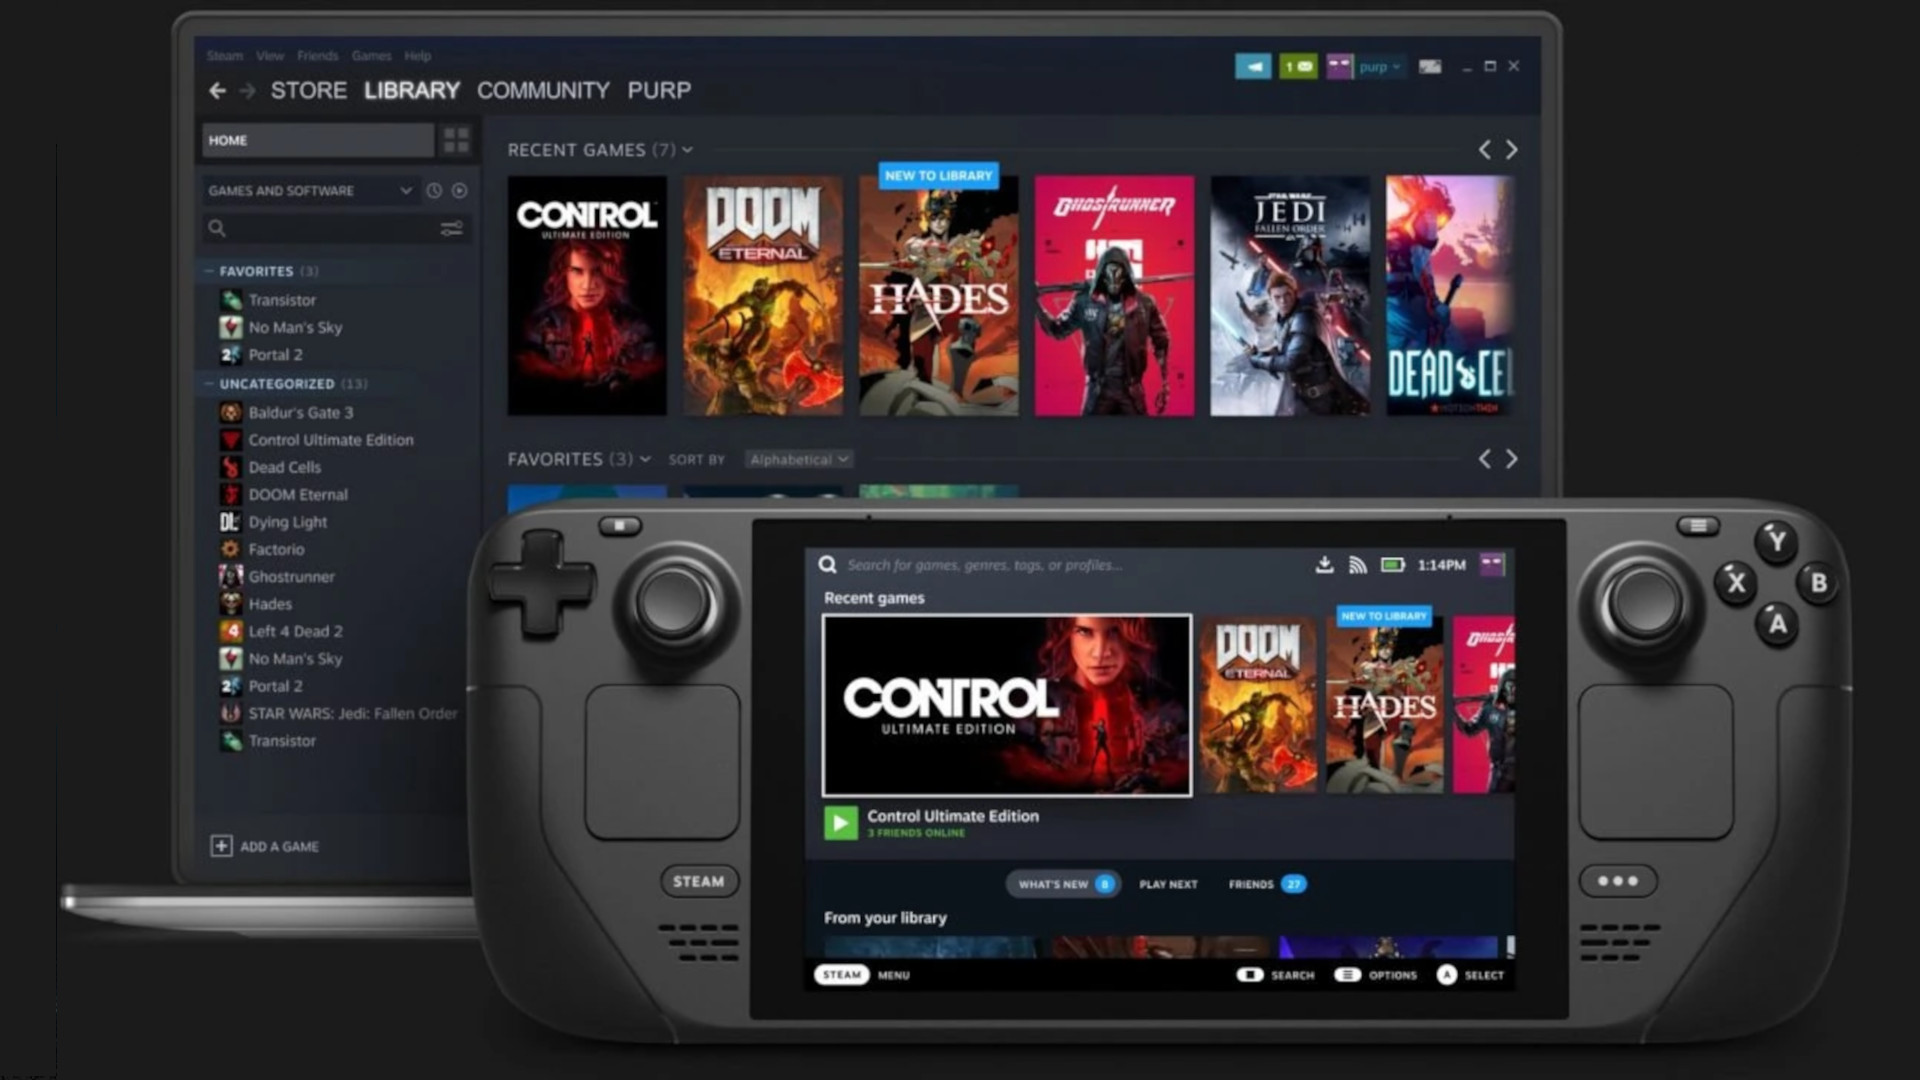 Steam View Friends Games Help
1 purp
STORE LIBRARY COMMUNITY PURP
HOME
GAMES AND SOFTWARE
FAVORITES (3)
Transistor
No Man's Sky
Portal 2
UNCATEGORIZED (13)
Baldur's Gate 3
Control Ultimate Edition
Dead Cells
DOOM Eternal
Dying Light
Factorio
Ghostrunner
Hades
Left 4 Dead 2
No Man's Sky
Portal 2
STAR WARS: Jedi: Fallen Order
Transistor
ADD A GAME
RECENT GAMES (7)
NEW TO LIBRARY
CONTROL
ULTIMATE EDITION
DOOM
ETERNAL
HADES
GHOSTRUNNER
STAR WARS
JEDI
FALLEN ORDER
DEAD CEL
MOTION TWIN
FAVORITES (3) SORT BY Alphabetical
Search for games, genres, tags, or profiles...
1:14PM
Recent games
NEW TO LIBRARY
CONTROL
ULTIMATE EDITION
DOOM
ETERNAL
HADES
Control Ultimate Edition
3 FRIENDS ONLINE
WHAT'S NEW 8 PLAY NEXT FRIENDS 27
From your library
STEAM MENU SEARCH OPTIONS A SELECT
STEAM
Y
X B
A